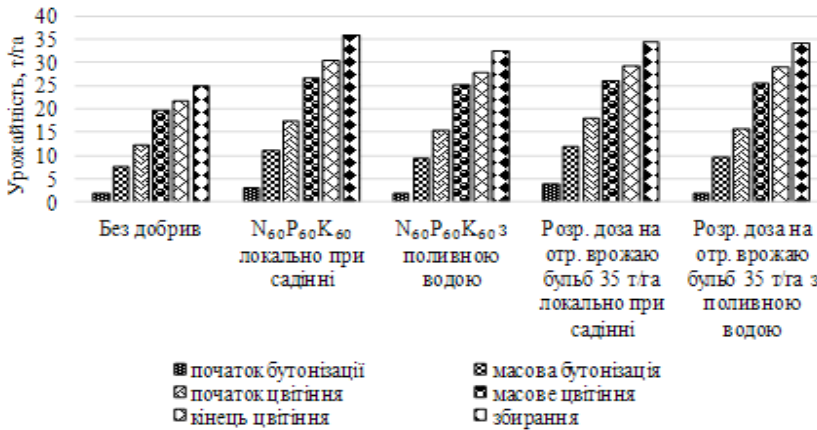 Урожайність, т/га
40
35
30
25
20
15
10
5
0
Без добрив
N₆₀P₆₀K₆₀
локально при
садінні
N₆₀P₆₀K₆₀ з
поливною
водою
Розр. доза на
отр. врожаю
бульб 35 т/га
локально при
садінні
Розр. доза на
отр. врожаю
бульб 35 т/га з
поливною
водою
початок бутонізації
масова бутонізація
початок цвітіння
масове цвітіння
кінець цвітіння
збирання